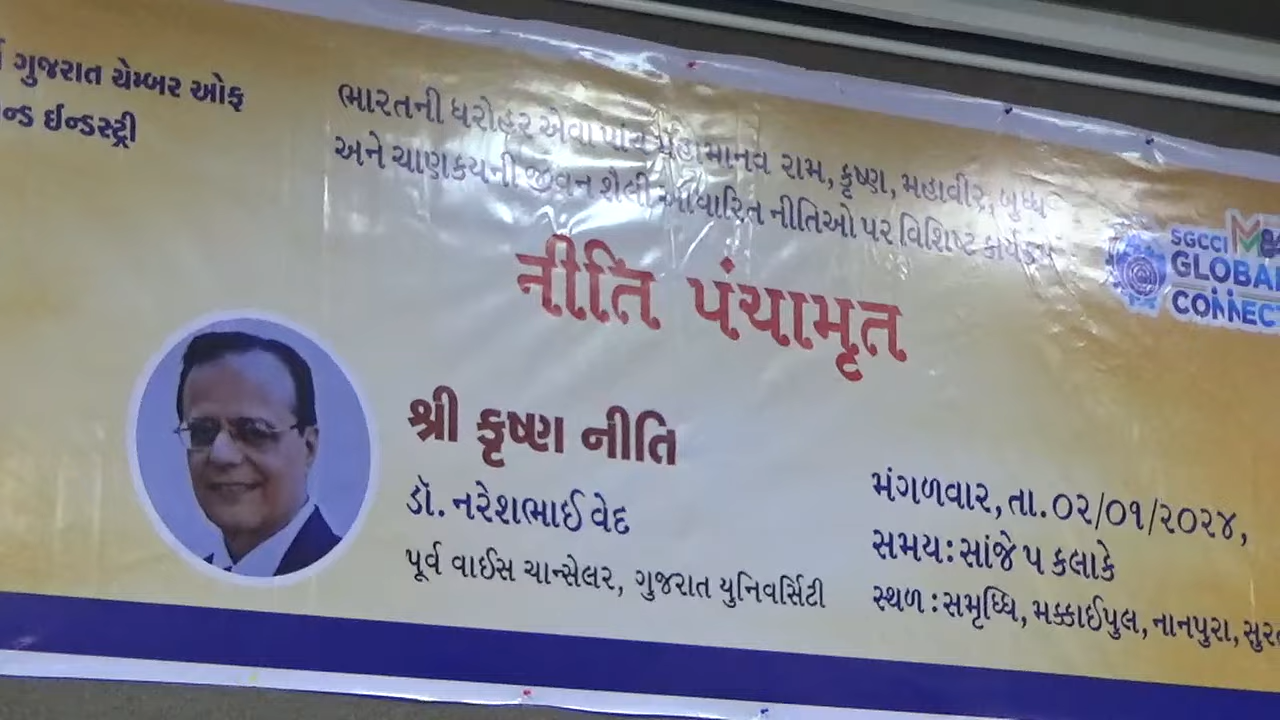 ગુજરાત ચેમ્બર ઓફ
ન્ડ ઈન્ડસ્ટ્રી
ભારતની ધરોહર એવા પાંચ મહામાનવ રામ, કૃષ્ણ, મહાવીર, બુધ્ધ
અને ચાણક્યની જીવન શૈલી આધારિત નીતિઓ પર વિશિષ્ટ કાર્યક્રમ
નીતિ પંચામૃત
SGCCI
GLOBAL
CONNECT
શ્રી કૃષ્ણ નીતિ
ડૉ. નરેશભાઈ વેદ
પૂર્વ વાઈસ ચાન્સેલર, ગુજરાત યુનિવર્સિટી
મંગળવાર, તા. ૦૨/૦૧/૨૦૨૪,
સમય : સાંજે ૫ કલાકે
સ્થળ : સમૃધ્ધિ, મક્કાઈપુલ, નાનપુરા, સુરત